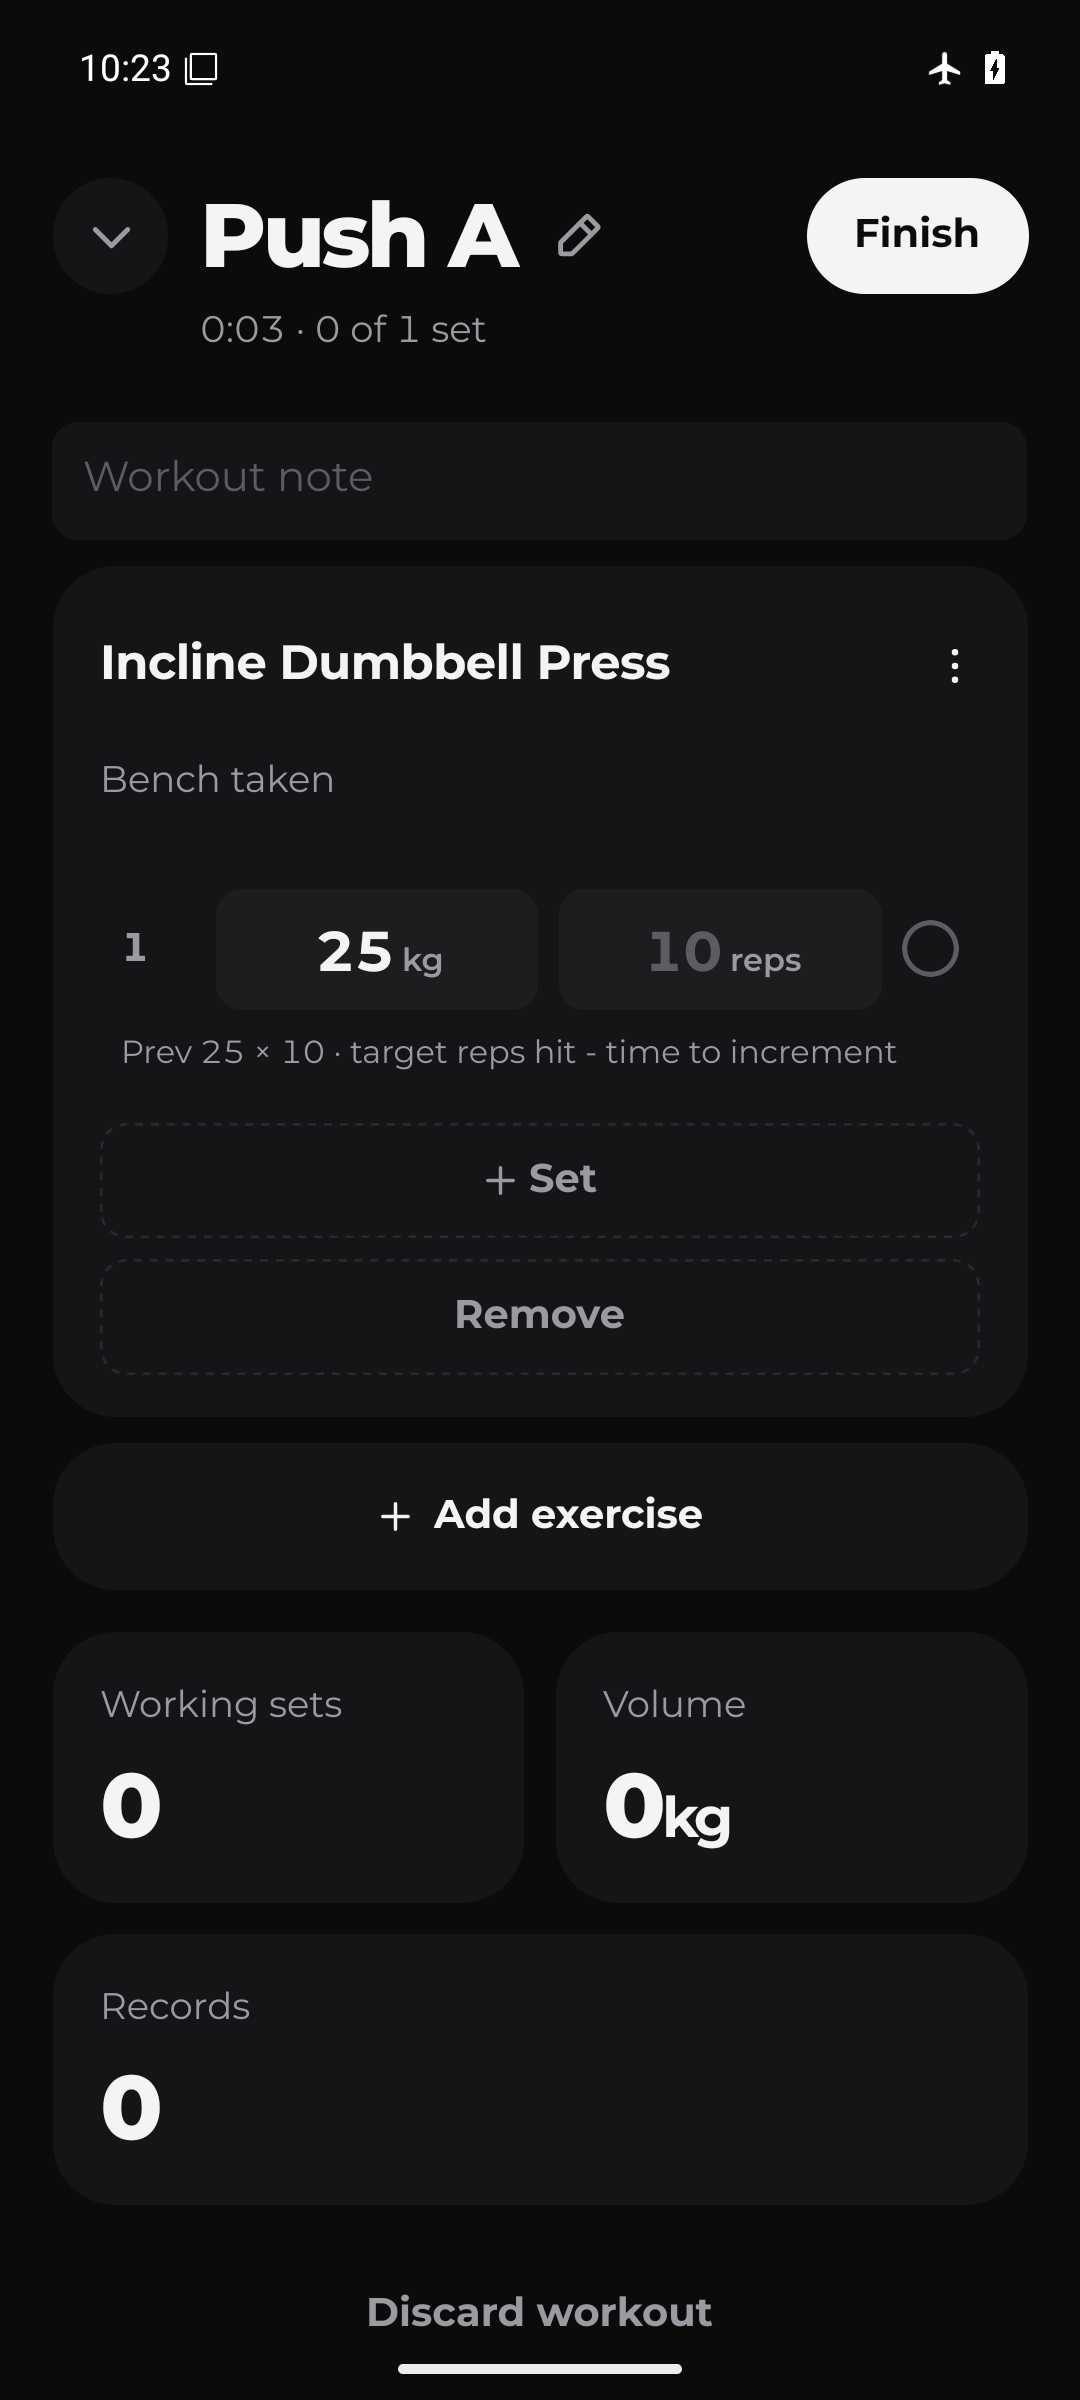 10:23
Push A
Finish
0:03 · 0 of 1 set
Workout note
Incline Dumbbell Press
Bench taken
1 25 kg 10 reps
Prev 25 × 10 · target reps hit - time to increment
+ Set
Remove
+ Add exercise
Working sets
0
Volume
0kg
Records
0
Discard workout